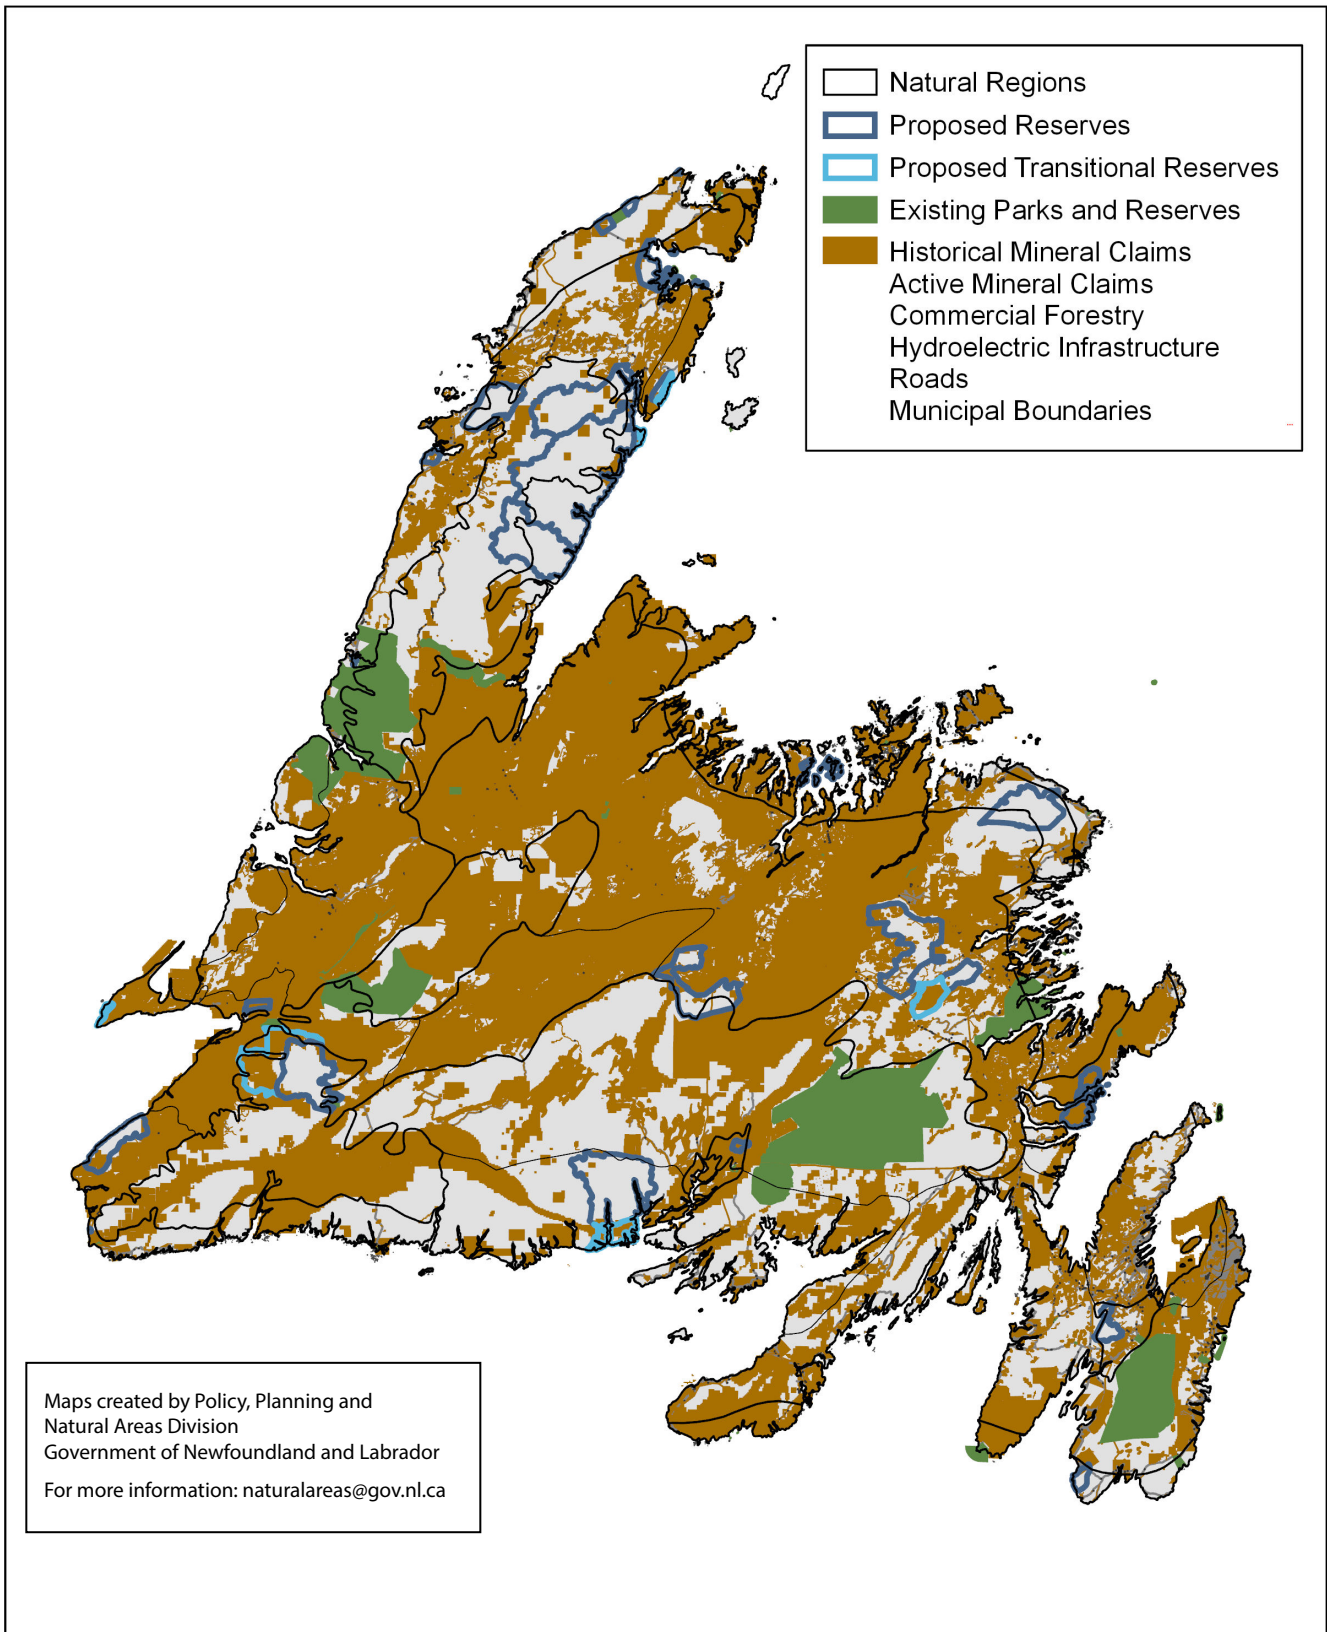 Natural Regions
Proposed Reserves
Proposed Transitional Reserves
Existing Parks and Reserves
Historical Mineral Claims
Active Mineral Claims
Commercial Forestry
Hydroelectric Infrastructure
Roads
Municipal Boundaries
Maps created by Policy, Planning and
Natural Areas Division
Government of Newfoundland and Labrador
For more information: naturalareas@gov.nl.ca